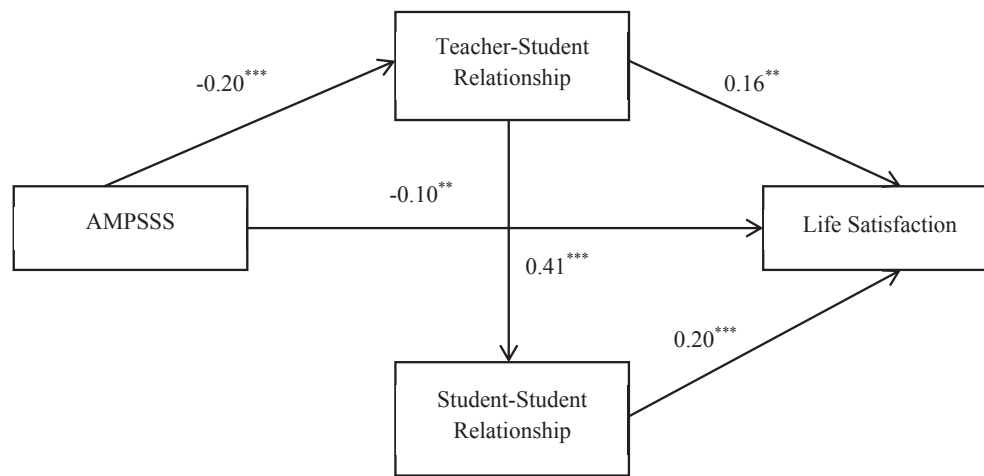 Teacher-Student
Relationship
-0.20***
0.16**
-0.10**
AMPSSS
Life Satisfaction
0.41***
0.20***
Student-Student
Relationship